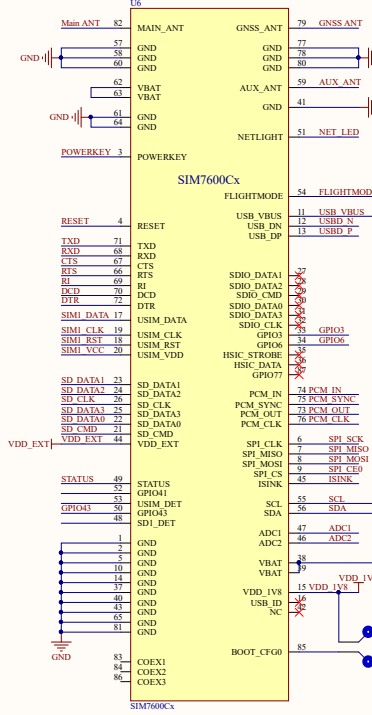 U6
Main ANT 82 MAIN_ANT GNSS_ANT 79 GNSS ANT
57 GND GND 77
GND 58 GND GND 78
60 GND GND 80
62 VBAT AUX_ANT 59 AUX_ANT
63 VBAT
GND 61 GND GND 41
64 GND
NETLIGHT 51 NET_LED
POWERKEY 3 POWERKEY
SIM7600Cx
FLIGHTMODE 54 FLIGHTMOD
USB_VBUS 11 USB_VBUS
RESET 4 RESET USB_DN 12 USBD_N
USB_DP 13 USBD_P
TXD 71 TXD
RXD 68 RXD
CTS 67 CTS
RTS 66 RTS SDIO_DATA1 27
RI 69 RI SDIO_DATA2 28
DCD 70 DCD SDIO_CMD 29
DTR 72 DTR SDIO_DATA0 30
SIM1_DATA 17 USIM_DATA SDIO_DATA3 31
SDIO_CLK 32
SIM1_CLK 19 USIM_CLK GPIO3 33 GPIO3
SIM1_RST 18 USIM_RST GPIO6 34 GPIO6
SIM1_VCC 20 USIM_VDD HSIC_STROBE 35
HSIC_DATA 36
GPIO77 87
SD_DATA1 23 SD_DATA1
SD_DATA2 24 SD_DATA2 PCM_IN 74 PCM_IN
SD_CLK 26 SD_CLK PCM_SYNC 75 PCM_SYNC
SD_DATA3 25 SD_DATA3 PCM_OUT 73 PCM_OUT
SD_DATA0 22 SD_DATA0 PCM_CLK 76 PCM_CLK
SD_CMD 21 SD_CMD
VDD_EXT VDD_EXT 44 VDD_EXT SPI_CLK 6 SPI_SCK
SPI_MISO 7 SPI_MISO
SPI_MOSI 8 SPI_MOSI
SPI_CS 9 SPI_CE0
STATUS 49 STATUS ISINK 45 ISINK
52 GPIO41
53 USIM_DET SCL 55 SCL
GPIO43 50 GPIO43 SDA 56 SDA
48 SD1_DET
ADC1 47 ADC1
1 GND ADC2 46 ADC2
2 GND
5 GND VBAT 38
10 GND VBAT 39
14 GND
37 GND VDD_1V8 15 VDD_1V8 VDD_1V
40 GND USB_ID 16
43 GND NC 42
65 GND
81 GND
GND BOOT_CFG0 85
83 COEX1
84 COEX2
86 COEX3
SIM7600Cx